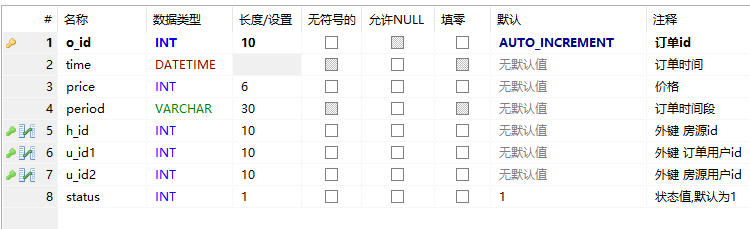 # 名称 数据类型 长度/设置 无符号的 允许NULL 填零 默认 注释
1 o_id INT 10 AUTO_INCREMENT 订单id
2 time DATETIME 无默认值 订单时间
3 price INT 6 无默认值 价格
4 period VARCHAR 30 无默认值 订单时间段
5 h_id INT 10 无默认值 外键 房源id
6 u_id1 INT 10 无默认值 外键 订单用户id
7 u_id2 INT 10 无默认值 外键 房源用户id
8 status INT 1 1 状态值,默认为1